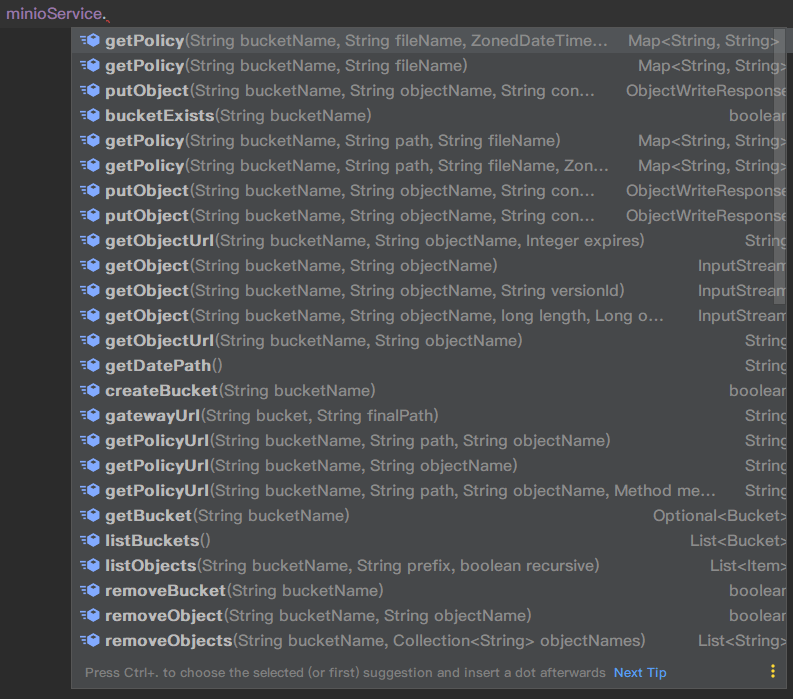 minioService.
getPolicy(String bucketName, String fileName, ZonedDateTime... Map<String, String>
getPolicy(String bucketName, String fileName) Map<String, String>
putObject(String bucketName, String objectName, String con... ObjectWriteResponse
bucketExists(String bucketName) boolean
getPolicy(String bucketName, String path, String fileName) Map<String, String>
getPolicy(String bucketName, String path, String fileName, Zon... Map<String, String>
putObject(String bucketName, String objectName, String con... ObjectWriteResponse
putObject(String bucketName, String objectName, String con... ObjectWriteResponse
getObjectUrl(String bucketName, String objectName, Integer expires) String
getObject(String bucketName, String objectName) InputStream
getObject(String bucketName, String objectName, String versionId) InputStream
getObject(String bucketName, String objectName, long length, Long o... InputStream
getObjectUrl(String bucketName, String objectName) String
getDatePath() String
createBucket(String bucketName) boolean
gatewayUrl(String bucket, String finalPath) String
getPolicyUrl(String bucketName, String path, String objectName) String
getPolicyUrl(String bucketName, String objectName) String
getPolicyUrl(String bucketName, String path, String objectName, Method me... String
getBucket(String bucketName) Optional<Bucket>
listBuckets() List<Bucket>
listObjects(String bucketName, String prefix, boolean recursive) List<Item>
removeBucket(String bucketName) boolean
removeObject(String bucketName, String objectName) boolean
removeObjects(String bucketName, Collection<String> objectNames) List<String>
Press Ctrl+. to choose the selected (or first) suggestion and insert a dot afterwards Next Tip